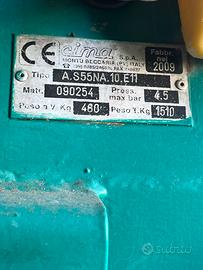 CE cima S.p.A. Fabbr.
MONTÙ BECCARIA (PV) ITALY nel
2009
Tipo A.S55NA.10.E11
Matr. 090254 Press. max bar 4.5
Peso a V. Kg 460 Peso T. Kg 1510
Subito